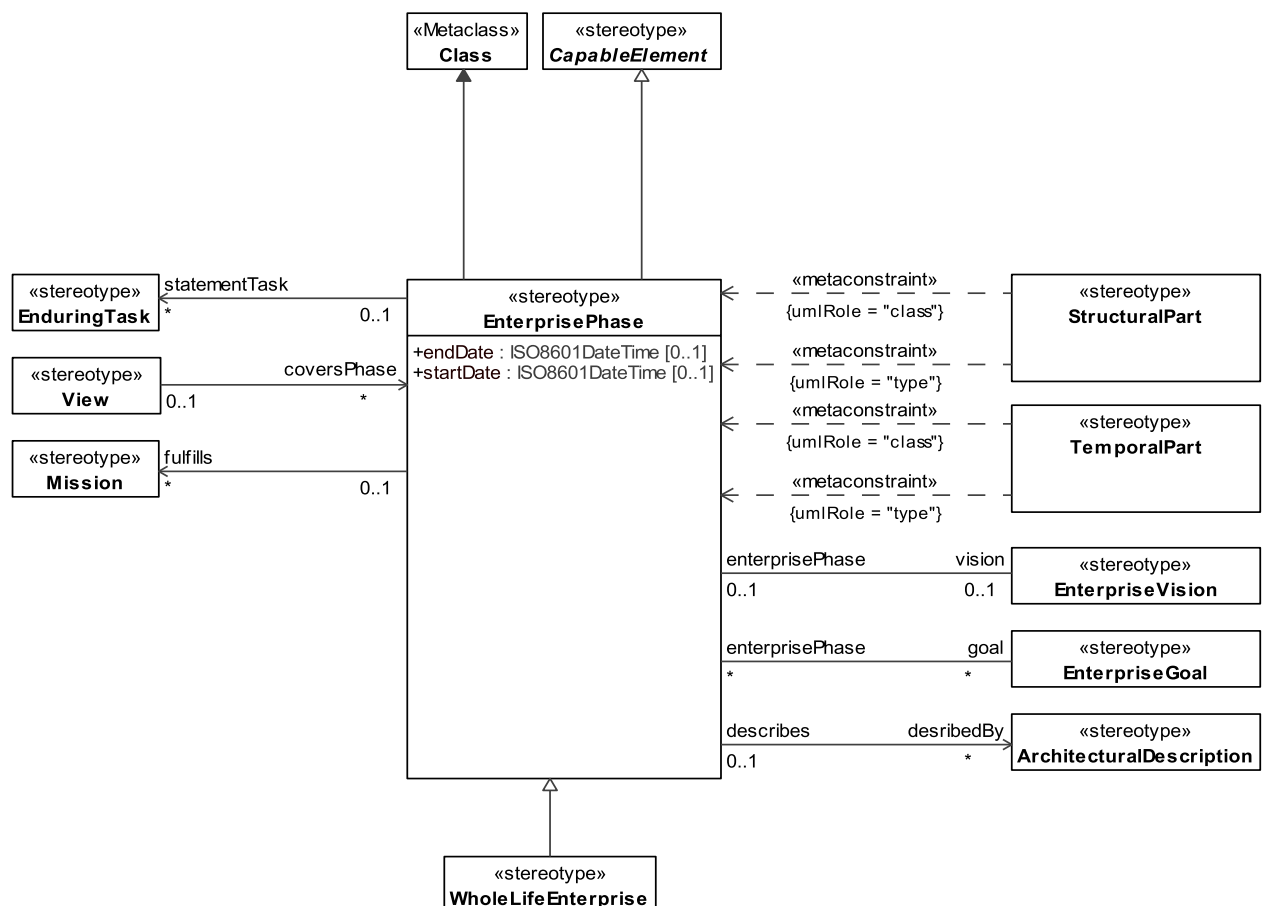 «Metaclass»
Class
«stereotype»
CapableElement
«stereotype»
EnduringTask
statementTask
*
0..1
«stereotype»
View
coversPhase
0..1
*
«stereotype»
Mission
fulfills
*
0..1
«stereotype»
EnterprisePhase
+endDate : ISO8601DateTime [0..1]
+startDate : ISO8601DateTime [0..1]
«metaconstraint»
{umlRole = "class"}
«metaconstraint»
{umlRole = "type"}
«stereotype»
StructuralPart
«metaconstraint»
{umlRole = "class"}
«metaconstraint»
{umlRole = "type"}
«stereotype»
TemporalPart
enterprisePhase
vision
0..1
0..1
«stereotype»
EnterpriseVision
enterprisePhase
goal
*
*
«stereotype»
EnterpriseGoal
describes
desribedBy
0..1
*
«stereotype»
ArchitecturalDescription
«stereotype»
WholeLifeEnterprise